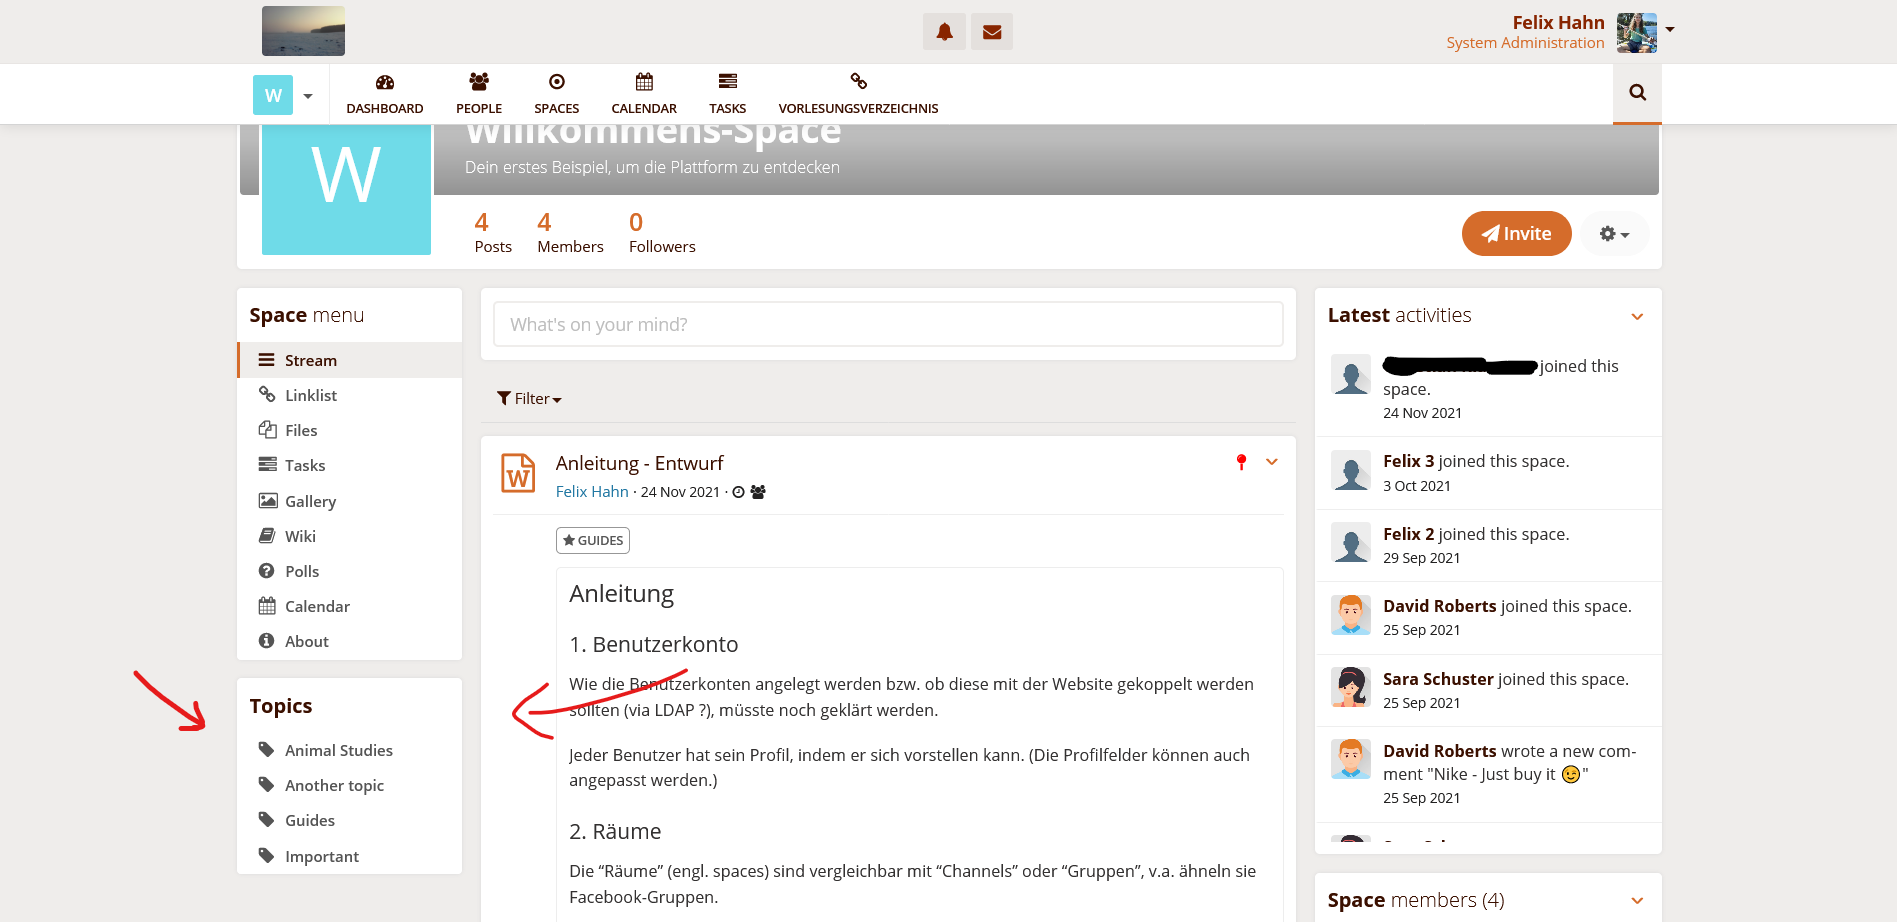 Felix Hahn
System Administration
W
DASHBOARD
PEOPLE
SPACES
CALENDAR
TASKS
VORLESUNGSVERZEICHNIS
W
Willkommens-Space
Dein erstes Beispiel, um die Plattform zu entdecken
4
Posts
4
Members
0
Followers
Invite
Space menu
Stream
Linklist
Files
Tasks
Gallery
Wiki
Polls
Calendar
About
Topics
Animal Studies
Another topic
Guides
Important
What's on your mind?
Filter
W
Anleitung - Entwurf
Felix Hahn · 24 Nov 2021 ·
GUIDES
Anleitung
1. Benutzerkonto
Wie die Benutzerkonten angelegt werden bzw. ob diese mit der Website gekoppelt werden
sollten (via LDAP ?), müsste noch geklärt werden.
Jeder Benutzer hat sein Profil, indem er sich vorstellen kann. (Die Profilfelder können auch
angepasst werden.)
2. Räume
Die “Räume” (engl. spaces) sind vergleichbar mit “Channels” oder “Gruppen”, v.a. ähneln sie
Facebook-Gruppen.
Latest activities
joined this
space.
24 Nov 2021
Felix 3 joined this space.
3 Oct 2021
Felix 2 joined this space.
29 Sep 2021
David Roberts joined this space.
25 Sep 2021
Sara Schuster joined this space.
25 Sep 2021
David Roberts wrote a new com-
ment "Nike - Just buy it 😉"
25 Sep 2021
Space members (4)